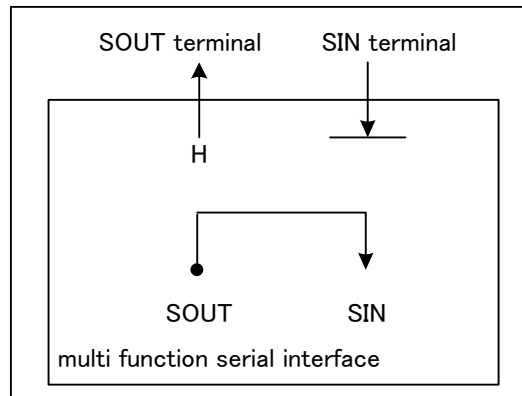 SOUT terminal SIN terminal
H
SOUT SIN
multi function serial interface